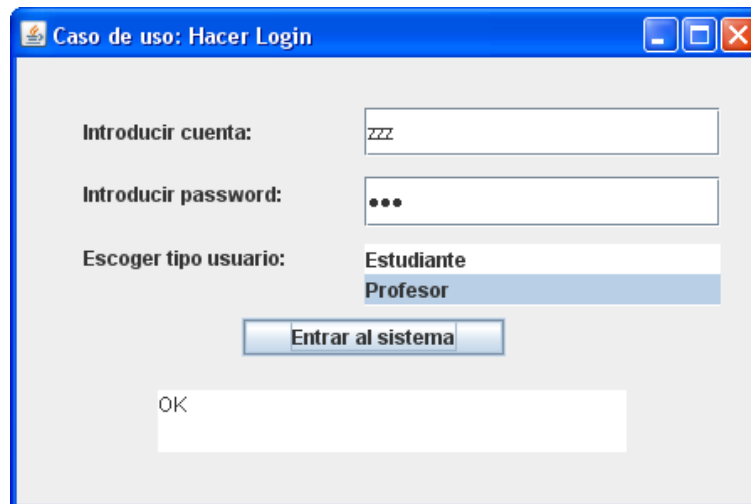 Caso de uso: Hacer Login
Introducir cuenta: zzz
Introducir password: •••
Escoger tipo usuario: Estudiante
Profesor
Entrar al sistema
OK